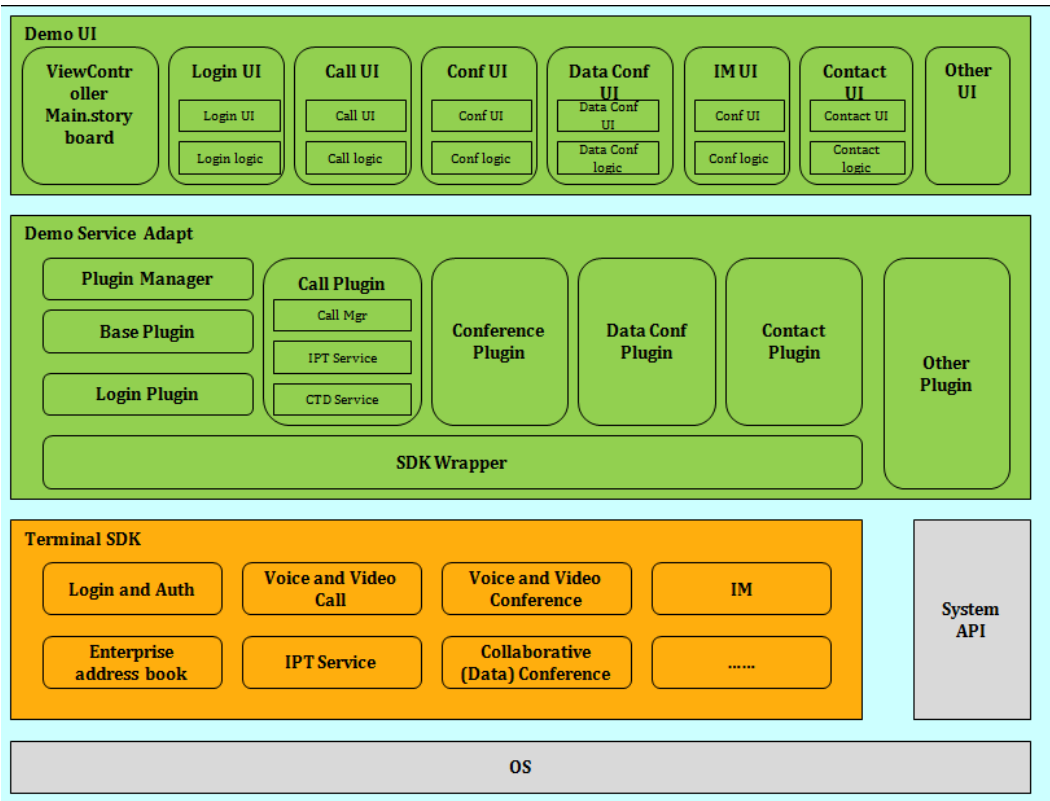 Demo UI
ViewContr
oller
Main.story
board
Login UI
Login UI
Login logic
Call UI
Call UI
Call logic
Conf UI
Conf UI
Conf logic
Data Conf
UI
Data Conf
UI
Data Conf
logic
IM UI
Conf UI
Conf logic
Contact
UI
Contact UI
Contact
logic
Other
UI
Demo Service Adapt
Plugin Manager
Base Plugin
Login Plugin
Call Plugin
Call Mgr
IPT Service
CTD Service
Conference
Plugin
Data Conf
Plugin
Contact
Plugin
Other
Plugin
SDK Wrapper
Terminal SDK
Login and Auth
Voice and Video
Call
Voice and Video
Conference
IM
Enterprise
address book
IPT Service
Collaborative
(Data) Conference
......
System
API
OS